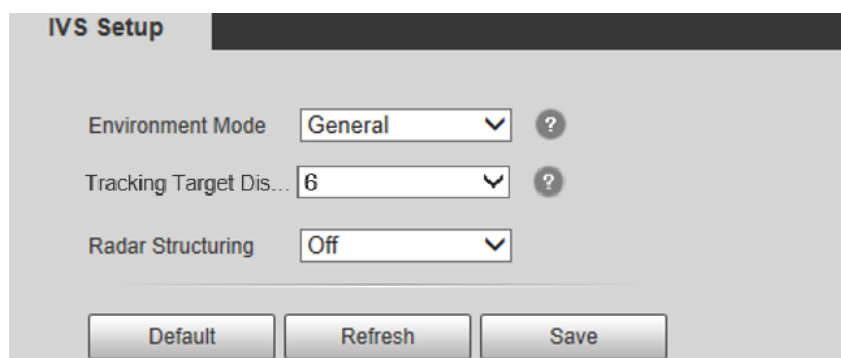 IVS Setup
Environment Mode General ?
Tracking Target Dis... 6 ?
Radar Structuring Off
Default Refresh Save